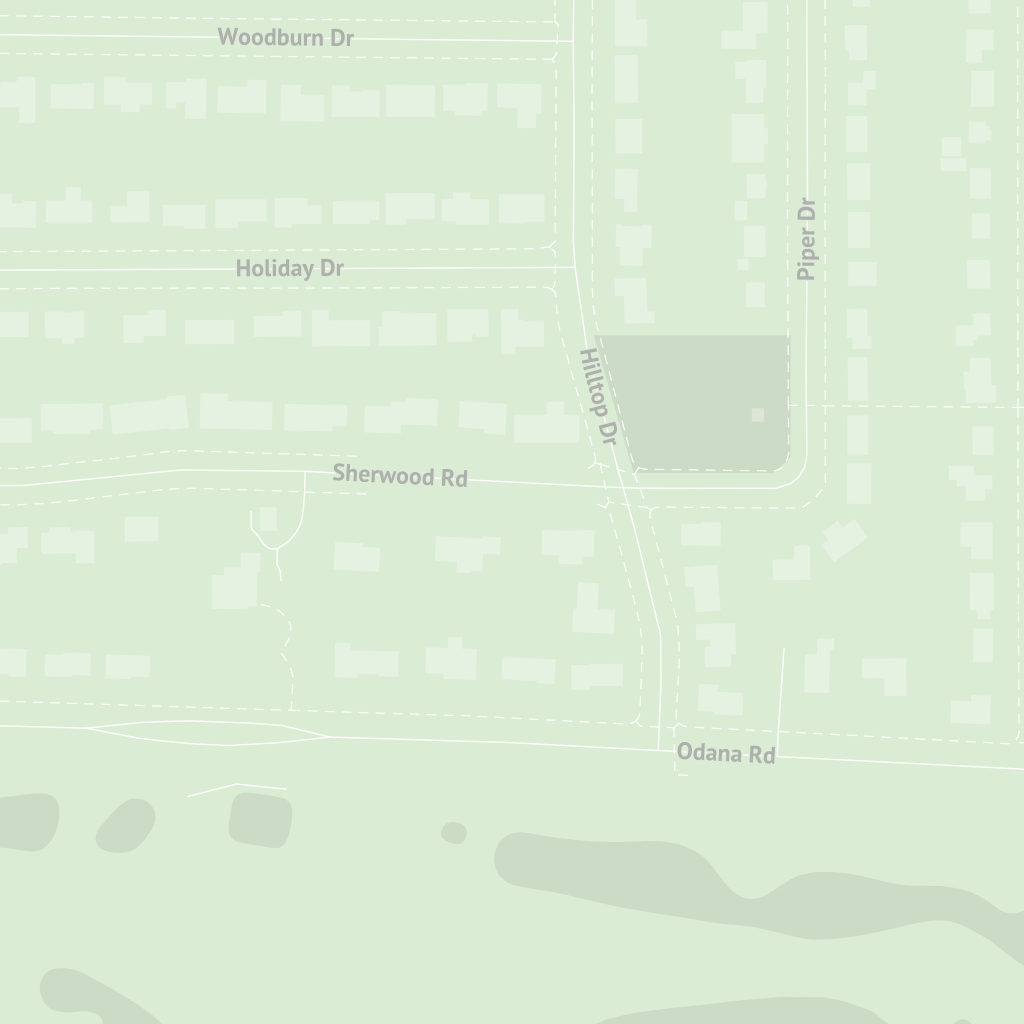 Woodburn Dr
Holiday Dr
Piper Dr
Hilltop Dr
Sherwood Rd
Odana Rd